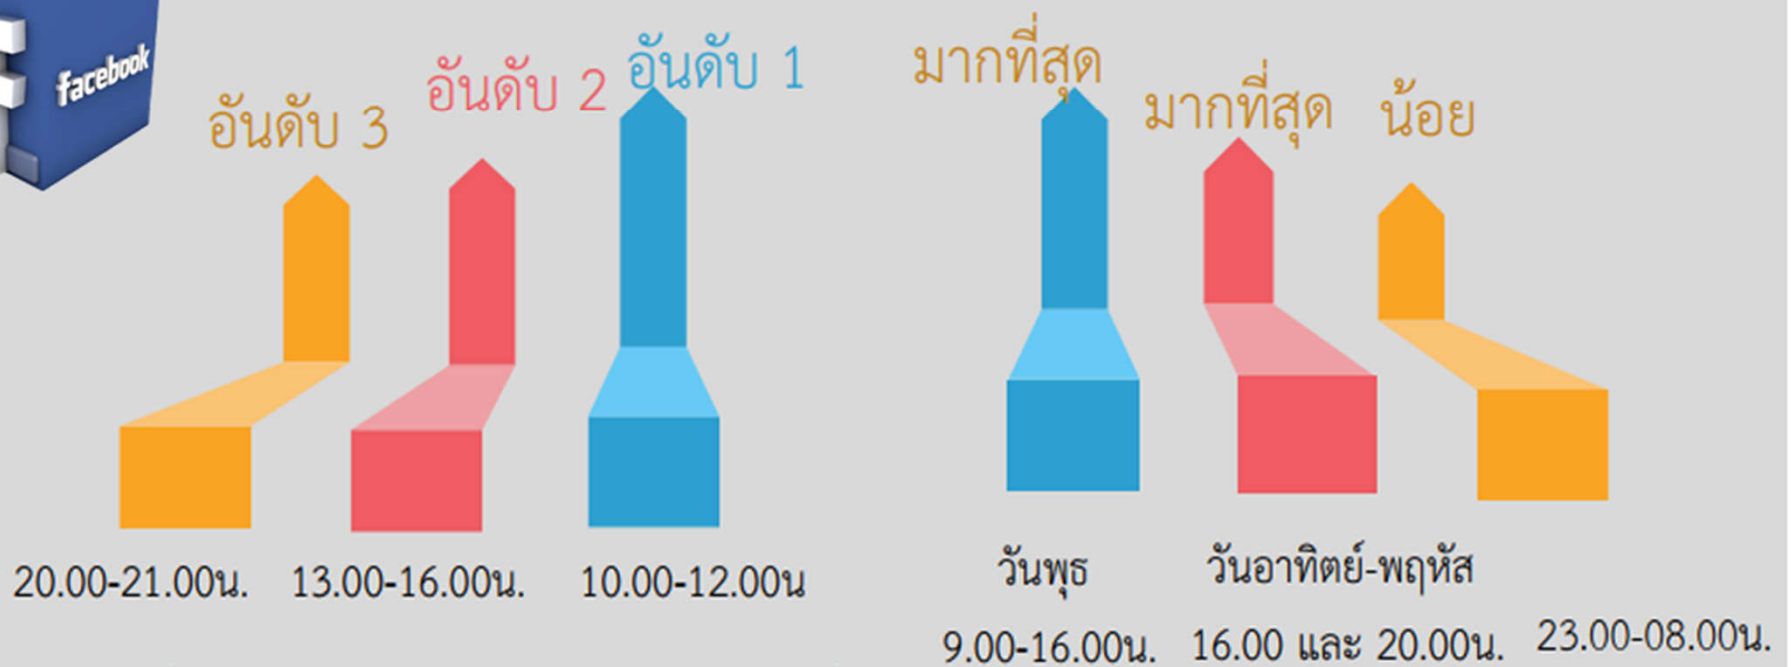 facebook
อันดับ 3
อันดับ 2
อันดับ 1
20.00-21.00น.
13.00-16.00น.
10.00-12.00น
มากที่สุด
มากที่สุด
น้อย
วันพุธ
9.00-16.00น.
วันอาทิตย์-พฤหัส
16.00 และ 20.00น.
23.00-08.00น.